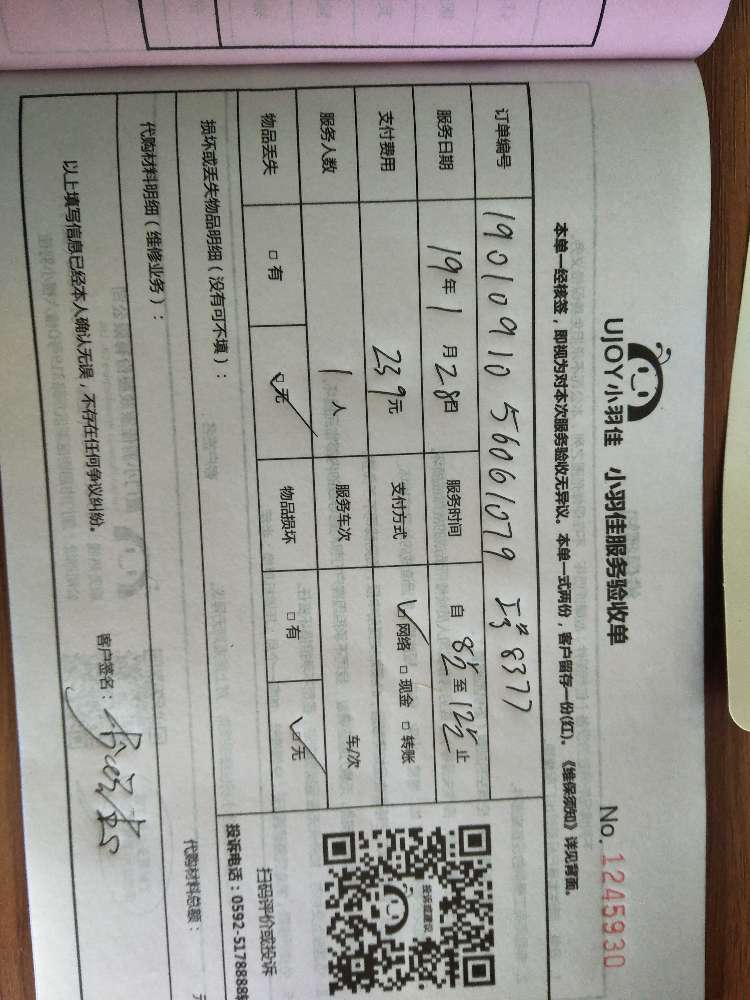 UJOY小羽佳 小羽佳服务验收单 No. 1245930
本单一经核签，即视为对本次服务验收无异议。本单一式两份，客户留存一份(红)。《维保须知》详见背面。
订单编号 19010910 56061079 8377
服务日期 19年1月28日 服务时间 自 8 至 12 止
支付费用 239元 支付方式 ☑网络 □现金 □转账
服务人数 1人 服务车次 车/次
物品丢失 □有 ☑无 物品损坏 □有 ☑无
损坏或丢失物品明细（没有可不填）：
代购材料明细（维修业务）： 代购材料总额：
以上填写信息已经本人确认无误，不存在任何争议纠纷。 客户签名：
投诉或建议
扫码评价或投诉
投诉电话：0592-5178888